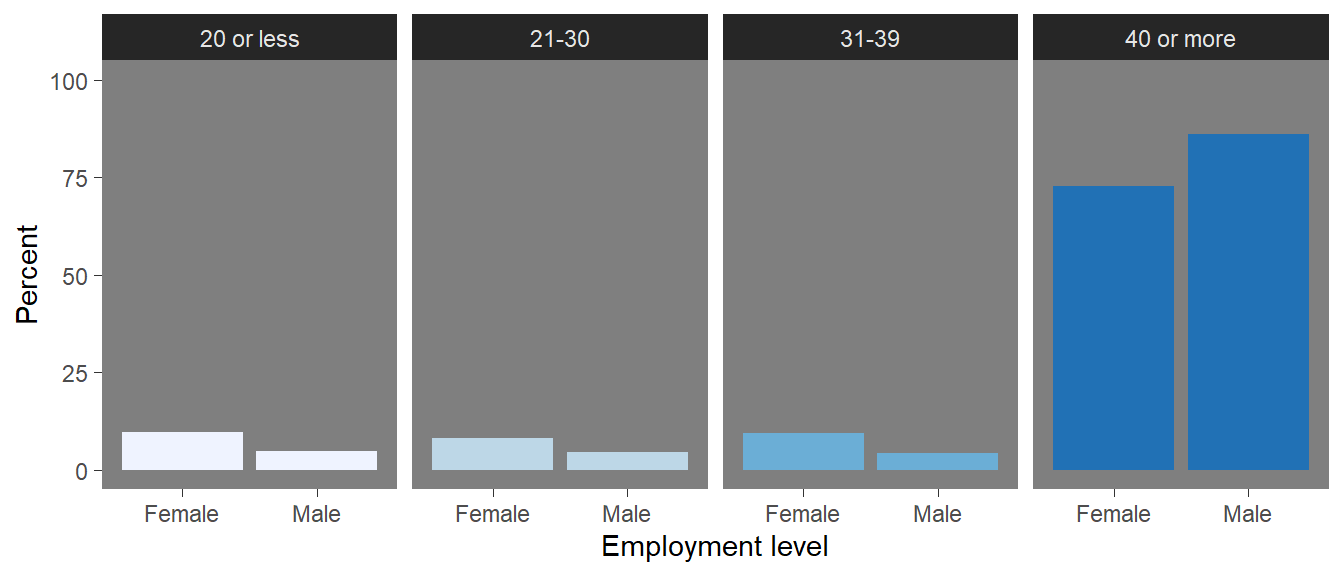 20 or less
21-30
31-39
40 or more
100
75
50
25
0
Percent
Female Male
Female Male
Female Male
Female Male
Employment level